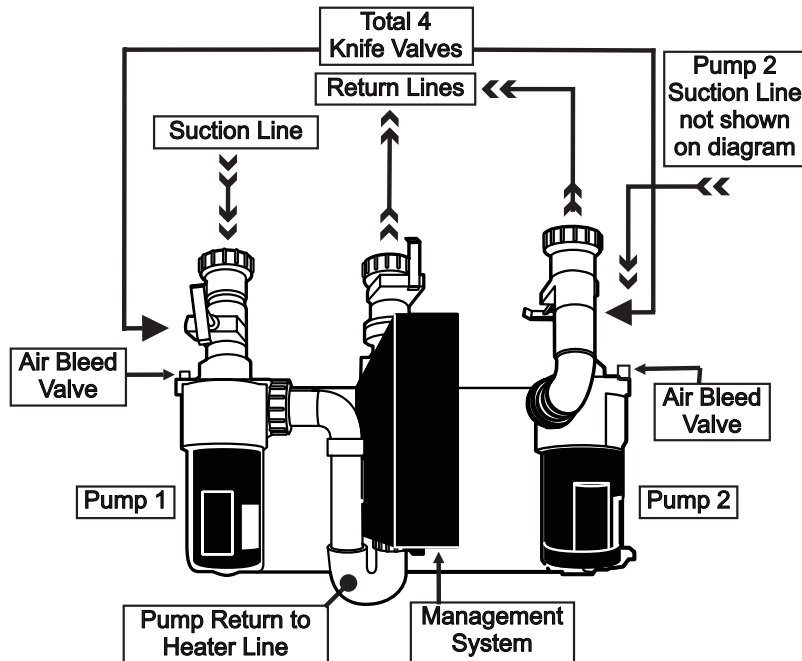 Total 4
Knife Valves
Return Lines
Pump 2
Suction Line
not shown
on diagram
Suction Line
Air Bleed
Valve
Air Bleed
Valve
Pump 1
Pump 2
Pump Return to
Heater Line
Management
System